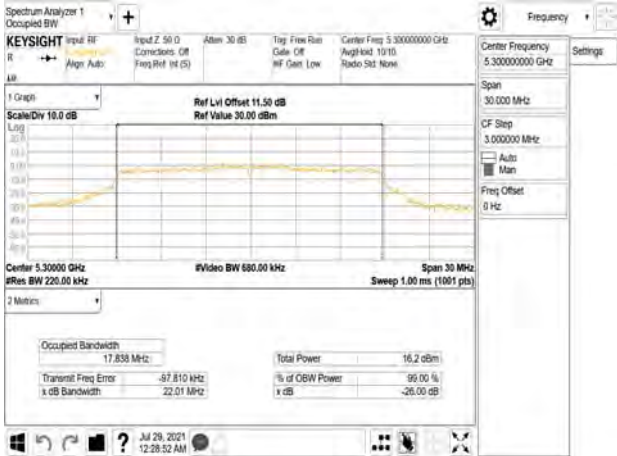 Spectrum Analyzer 1
Occupied BW
Frequency
KEYSIGHT
Input: RF
Input Z: 50 Ω
Atten: 30 dB
Trig: Free Run
Center Freq: 5.300000000 GHz
Corrections: Off
Gate: Off
Avg|Hold: 10/10
R
Align: Auto
Freq Ref: Int (S)
#IF Gain: Low
Radio Std: None
Center Frequency
5.300000000 GHz
Settings
Span
30.000 MHz
CF Step
3.000000 MHz
Auto
Man
Freq Offset
0 Hz
1 Graph
Scale/Div 10.0 dB
Ref Lvl Offset 11.50 dB
Ref Value 30.00 dBm
Log
Center 5.30000 GHz
#Video BW 680.00 kHz
Span 30 MHz
#Res BW 220.00 kHz
Sweep 1.00 ms (1001 pts)
2 Metrics
Occupied Bandwidth
17.838 MHz
Total Power
16.2 dBm
Transmit Freq Error
-97.810 kHz
% of OBW Power
99.00 %
x dB Bandwidth
22.01 MHz
x dB
-26.00 dB
Jul 29, 2021
12:28:52 AM